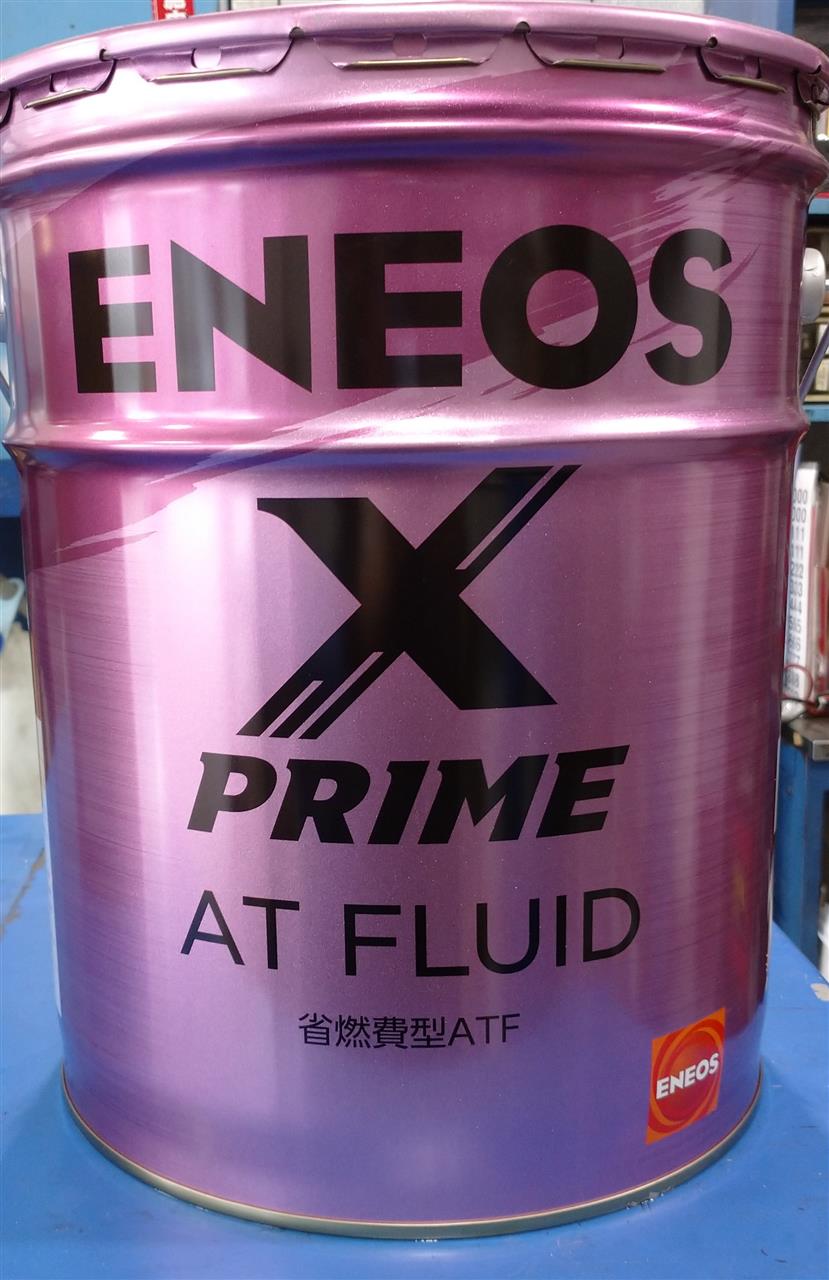 ENEOS
X
PRIME
AT FLUID
省燃費型ATF
ENEOS